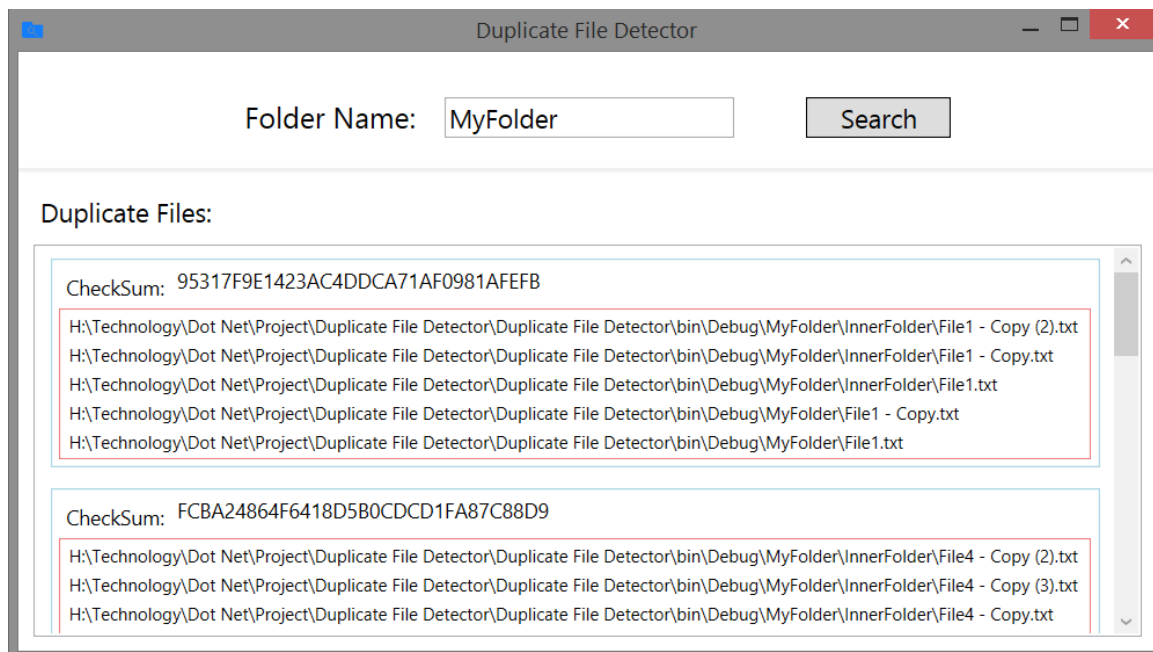 Duplicate File Detector
Folder Name: MyFolder Search
Duplicate Files:
CheckSum: 95317F9E1423AC4DDCA71AF0981AFEFB
H:\Technology\Dot Net\Project\Duplicate File Detector\Duplicate File Detector\bin\Debug\MyFolder\InnerFolder\File1 - Copy (2).txt
H:\Technology\Dot Net\Project\Duplicate File Detector\Duplicate File Detector\bin\Debug\MyFolder\InnerFolder\File1 - Copy.txt
H:\Technology\Dot Net\Project\Duplicate File Detector\Duplicate File Detector\bin\Debug\MyFolder\InnerFolder\File1.txt
H:\Technology\Dot Net\Project\Duplicate File Detector\Duplicate File Detector\bin\Debug\MyFolder\File1 - Copy.txt
H:\Technology\Dot Net\Project\Duplicate File Detector\Duplicate File Detector\bin\Debug\MyFolder\File1.txt
CheckSum: FCBA24864F6418D5B0CDCD1FA87C88D9
H:\Technology\Dot Net\Project\Duplicate File Detector\Duplicate File Detector\bin\Debug\MyFolder\InnerFolder\File4 - Copy (2).txt
H:\Technology\Dot Net\Project\Duplicate File Detector\Duplicate File Detector\bin\Debug\MyFolder\InnerFolder\File4 - Copy (3).txt
H:\Technology\Dot Net\Project\Duplicate File Detector\Duplicate File Detector\bin\Debug\MyFolder\InnerFolder\File4 - Copy.txt